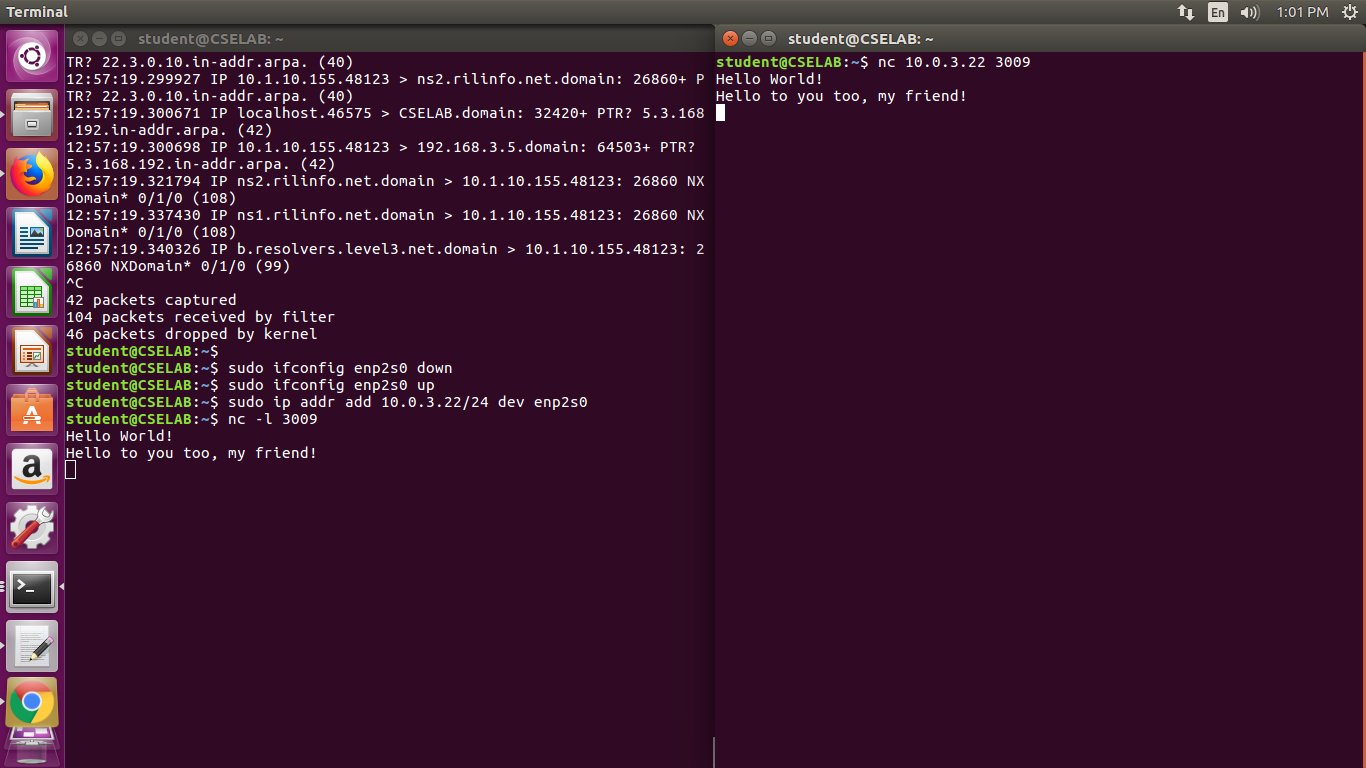 Terminal
En
1:01 PM
student@CSELAB: ~
TR? 22.3.0.10.in-addr.arpa. (40)
12:57:19.299927 IP 10.1.10.155.48123 > ns2.rilinfo.net.domain: 26860+ P
TR? 22.3.0.10.in-addr.arpa. (40)
12:57:19.300671 IP localhost.46575 > CSELAB.domain: 32420+ PTR? 5.3.168
.192.in-addr.arpa. (42)
12:57:19.300698 IP 10.1.10.155.48123 > 192.168.3.5.domain: 64503+ PTR?
5.3.168.192.in-addr.arpa. (42)
12:57:19.321794 IP ns2.rilinfo.net.domain > 10.1.10.155.48123: 26860 NX
Domain* 0/1/0 (108)
12:57:19.337430 IP ns1.rilinfo.net.domain > 10.1.10.155.48123: 26860 NX
Domain* 0/1/0 (108)
12:57:19.340326 IP b.resolvers.level3.net.domain > 10.1.10.155.48123: 2
6860 NXDomain* 0/1/0 (99)
^C
42 packets captured
104 packets received by filter
46 packets dropped by kernel
student@CSELAB:~$
student@CSELAB:~$ sudo ifconfig enp2s0 down
student@CSELAB:~$ sudo ifconfig enp2s0 up
student@CSELAB:~$ sudo ip addr add 10.0.3.22/24 dev enp2s0
student@CSELAB:~$ nc -l 3009
Hello World!
Hello to you too, my friend!
student@CSELAB: ~
student@CSELAB:~$ nc 10.0.3.22 3009
Hello World!
Hello to you too, my friend!